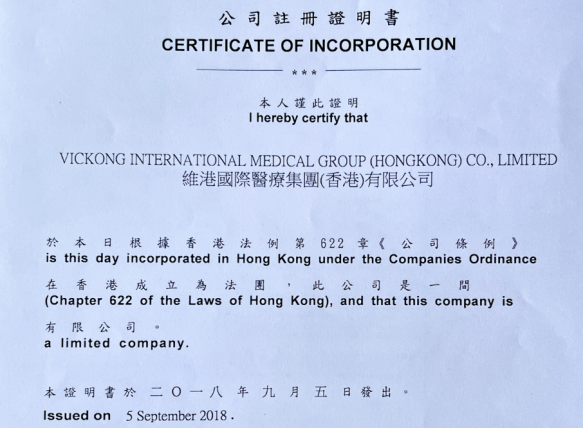 公司註冊證明書
CERTIFICATE OF INCORPORATION
***
本人謹此證明
I hereby certify that
VICKONG INTERNATIONAL MEDICAL GROUP (HONGKONG) CO., LIMITED
維港國際醫療集團(香港)有限公司
於本日根據香港法例第622章《公司條例》
is this day incorporated in Hong Kong under the Companies Ordinance
在香港成立為法團，此公司是一間
(Chapter 622 of the Laws of Hong Kong), and that this company is
有限公司。
a limited company.
本證明書於二〇一八年九月五日發出。
Issued on 5 September 2018.